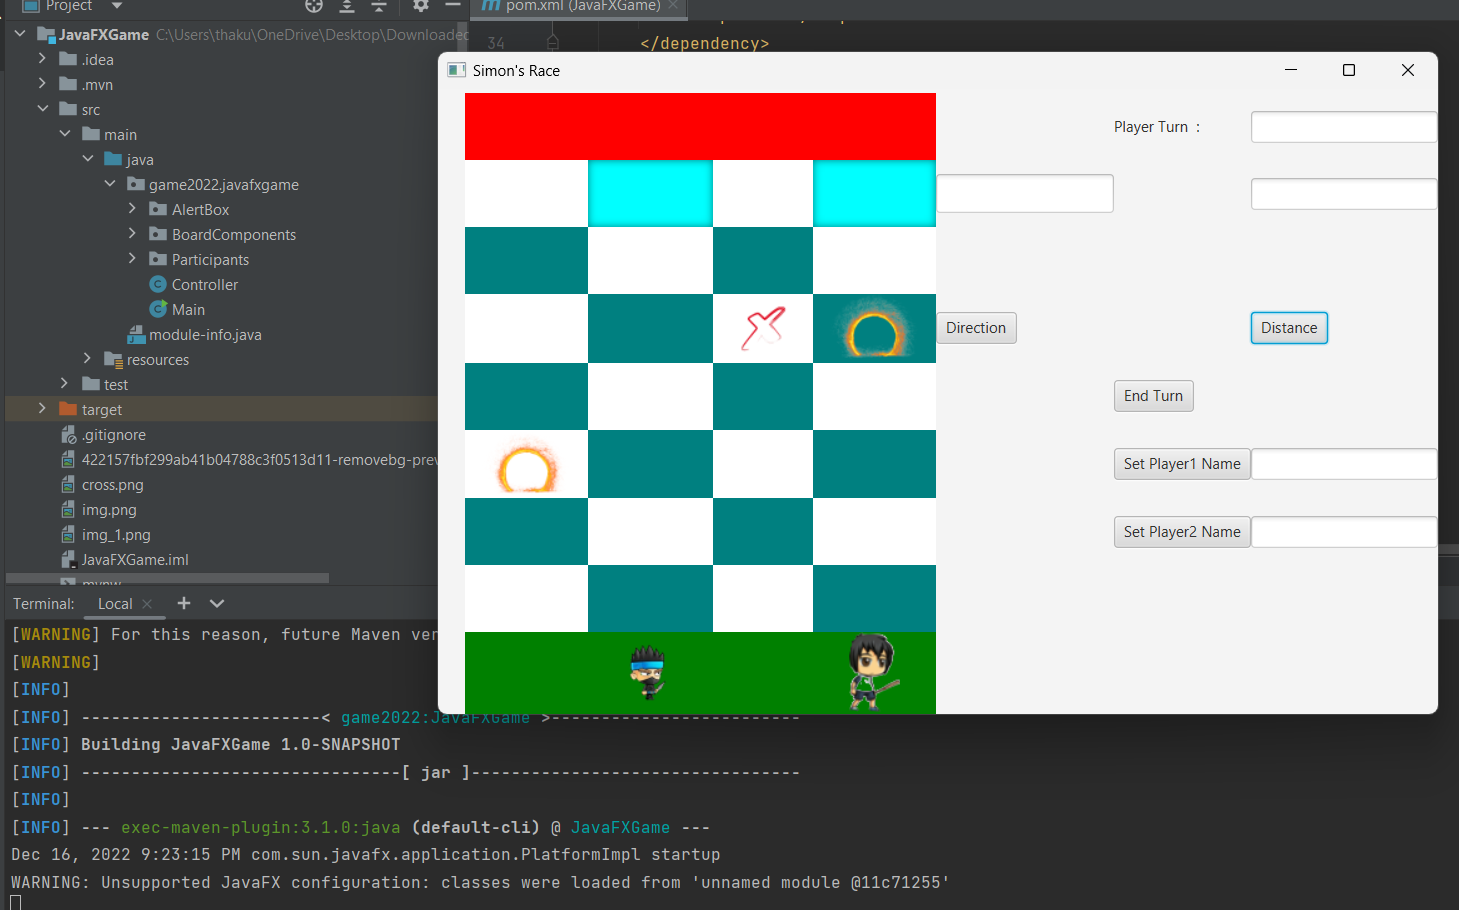 Project
pom.xml (JavaFXGame)
JavaFXGame C:\Users\thaku\OneDrive\Desktop\Downloaded
34 </dependency>
.idea
.mvn
src
main
java
game2022.javafxgame
AlertBox
BoardComponents
Participants
Controller
Main
module-info.java
resources
test
target
.gitignore
422157fbf299ab41b04788c3f0513d11-removebg-prev
cross.png
img.png
img_1.png
JavaFXGame.iml
mvnw
Simon's Race
Player Turn :
Direction
Distance
End Turn
Set Player1 Name
Set Player2 Name
Terminal: Local
[WARNING] For this reason, future Maven ver
[WARNING]
[INFO]
[INFO] -----------------------< game2022:JavaFXGame >-------------------------
[INFO] Building JavaFXGame 1.0-SNAPSHOT
[INFO] --------------------------------[ jar ]---------------------------------
[INFO]
[INFO] --- exec-maven-plugin:3.1.0:java (default-cli) @ JavaFXGame ---
Dec 16, 2022 9:23:15 PM com.sun.javafx.application.PlatformImpl startup
WARNING: Unsupported JavaFX configuration: classes were loaded from 'unnamed module @11c71255'